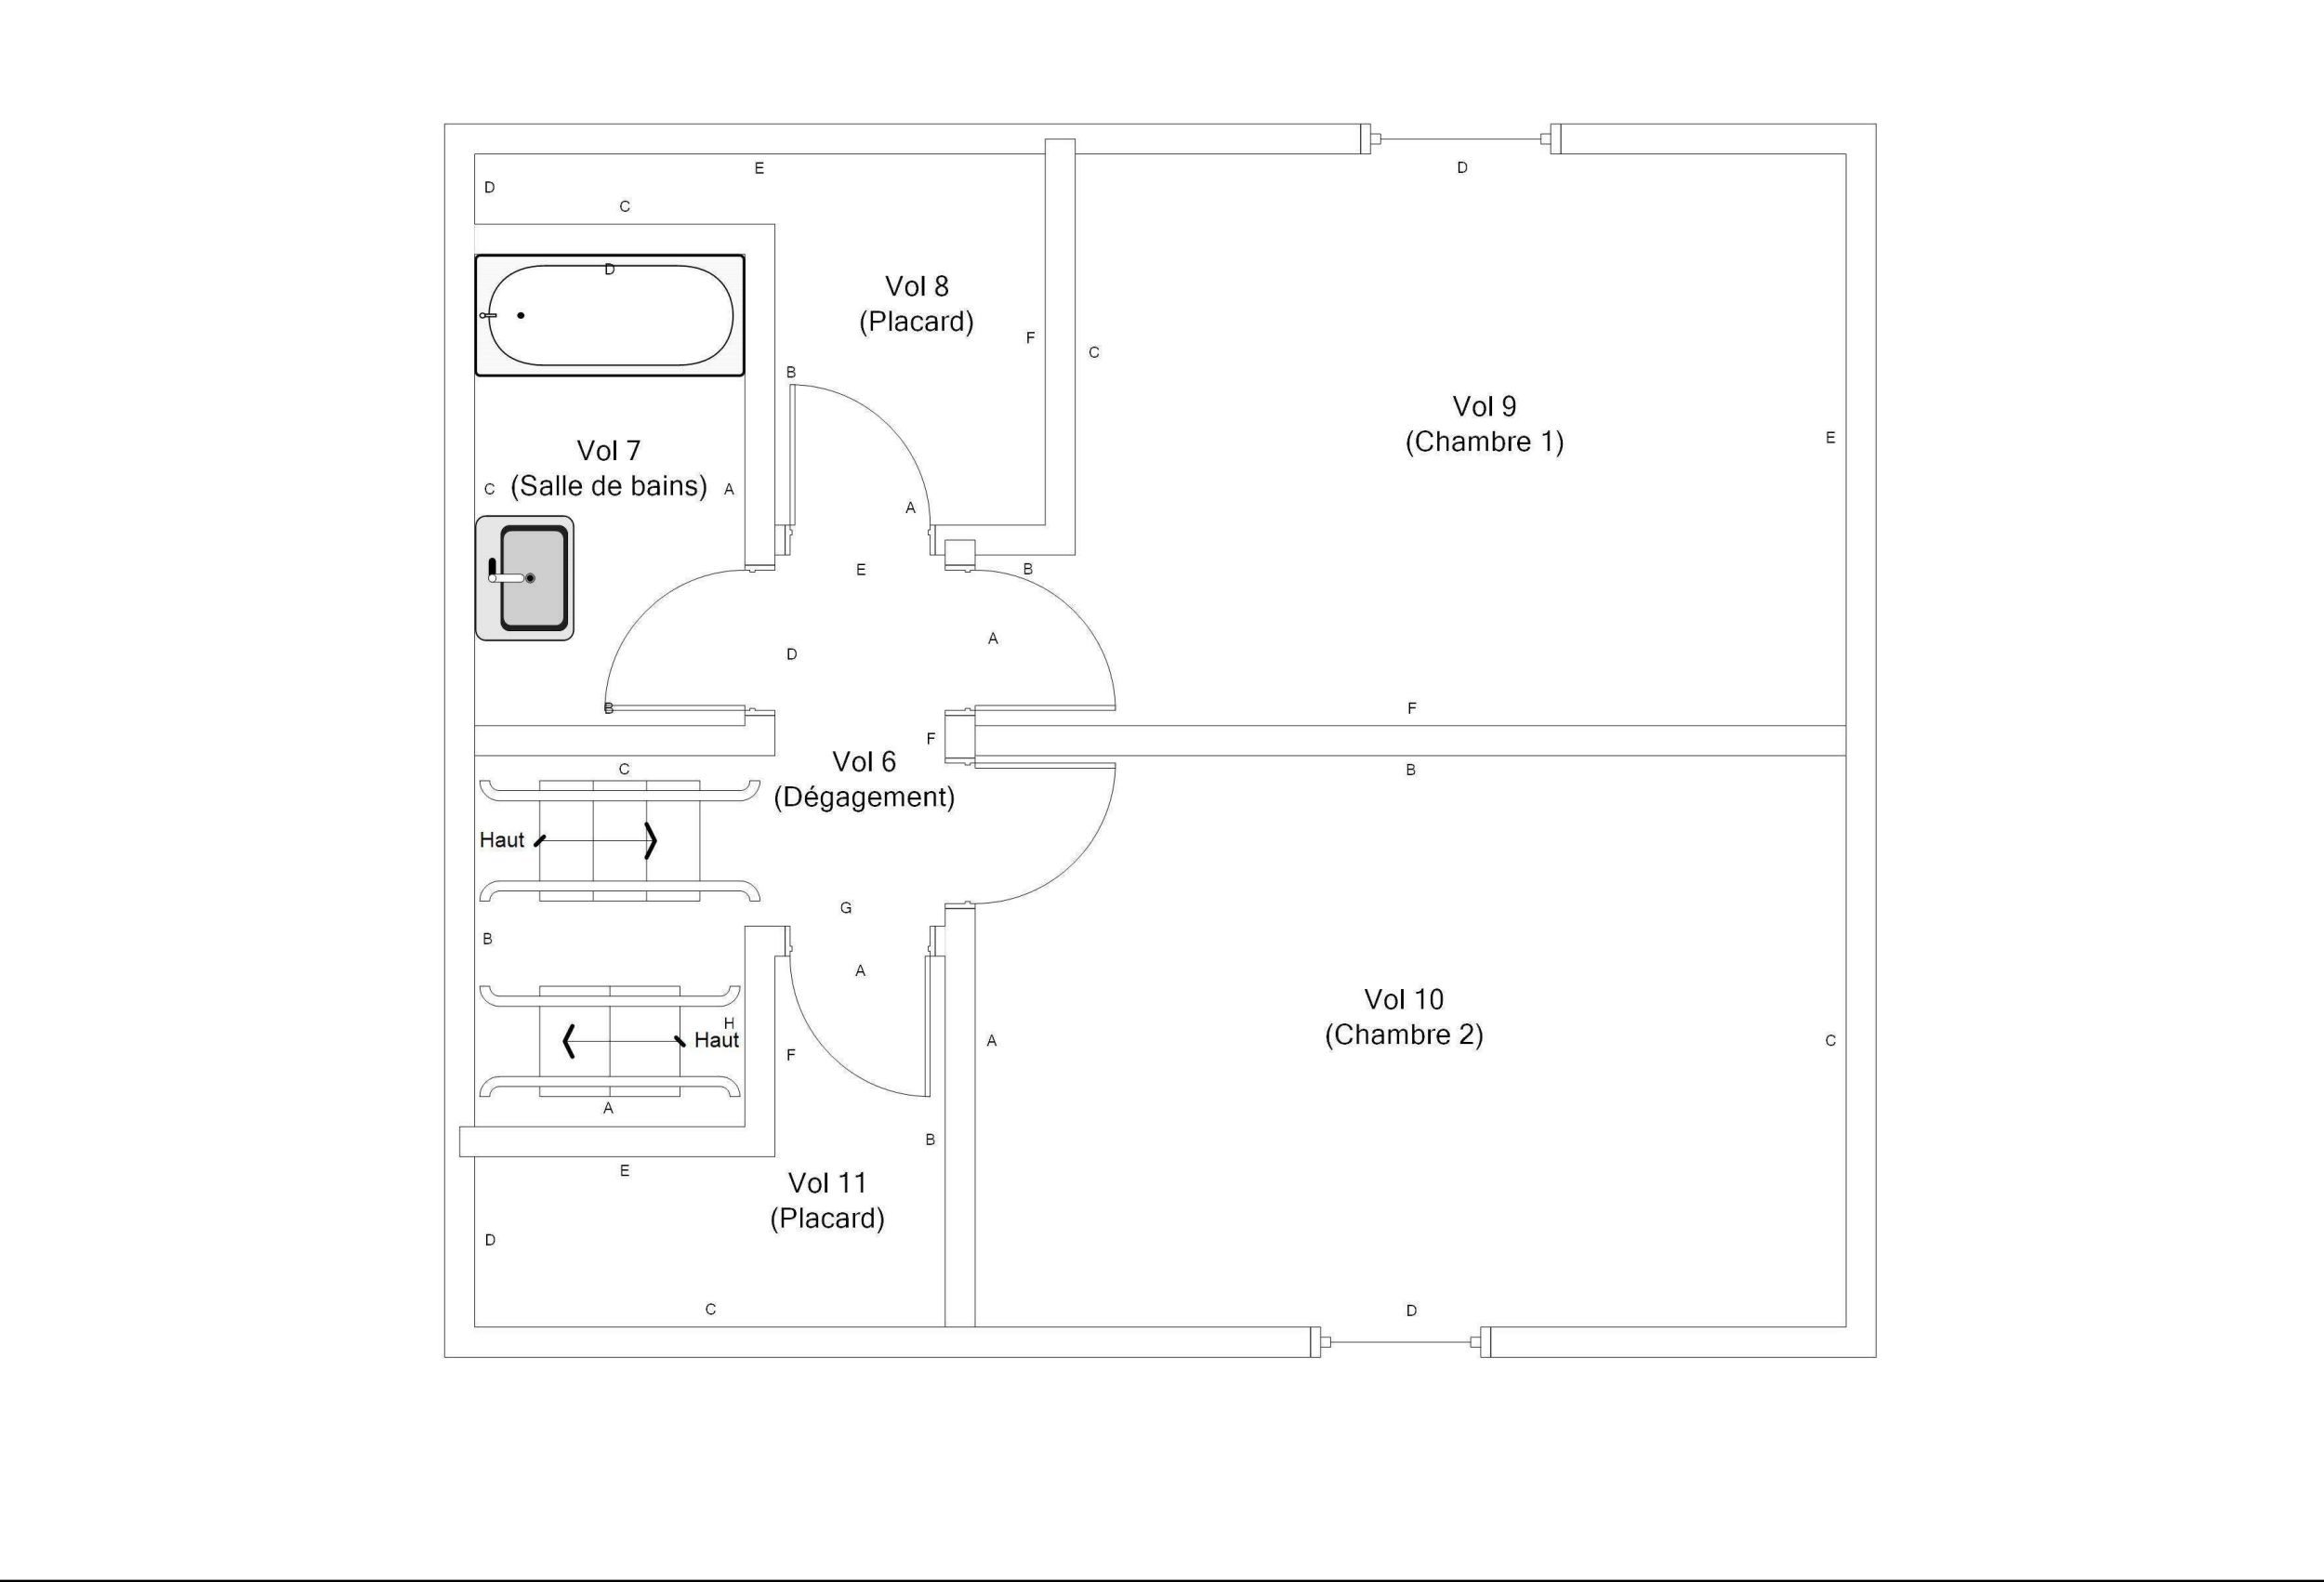 E
D
D
C
D
Vol 8
(Placard)
F
C
B
Vol 9
(Chambre 1)
E
Vol 7
(Salle de bains)
C
A
A
E
B
A
D
B
F
F
Vol 6
(Dégagement)
C
B
Haut
G
B
A
Vol 10
(Chambre 2)
H
Haut
F
A
C
A
B
E
Vol 11
(Placard)
D
C
D